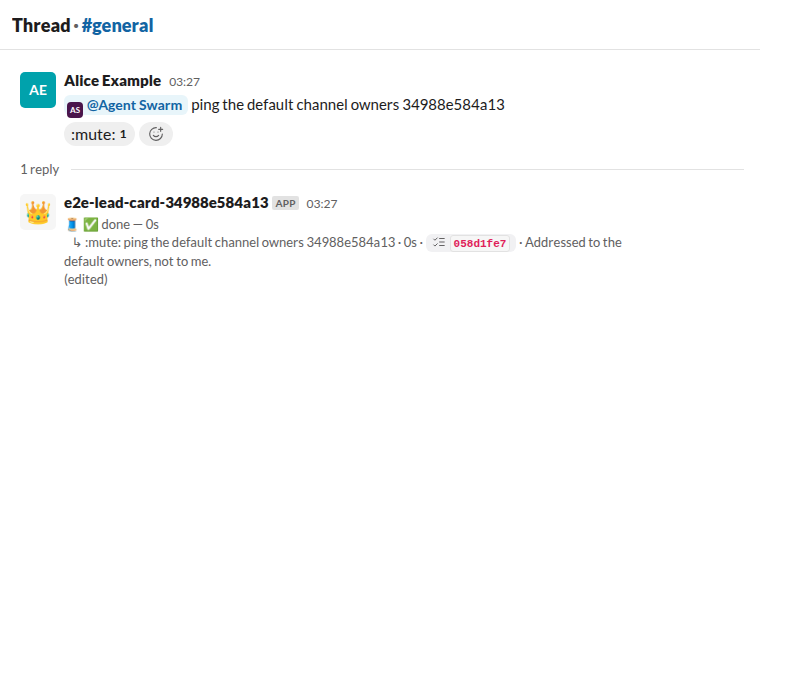 Thread • #general
AE
Alice Example 03:27
AS @Agent Swarm ping the default channel owners 34988e584a13
:mute: 1
1 reply
e2e-lead-card-34988e584a13 APP 03:27
🧵 ✅ done — 0s
↳ :mute: ping the default channel owners 34988e584a13 · 0s · 058d1fe7 · Addressed to the
default owners, not to me.
(edited)